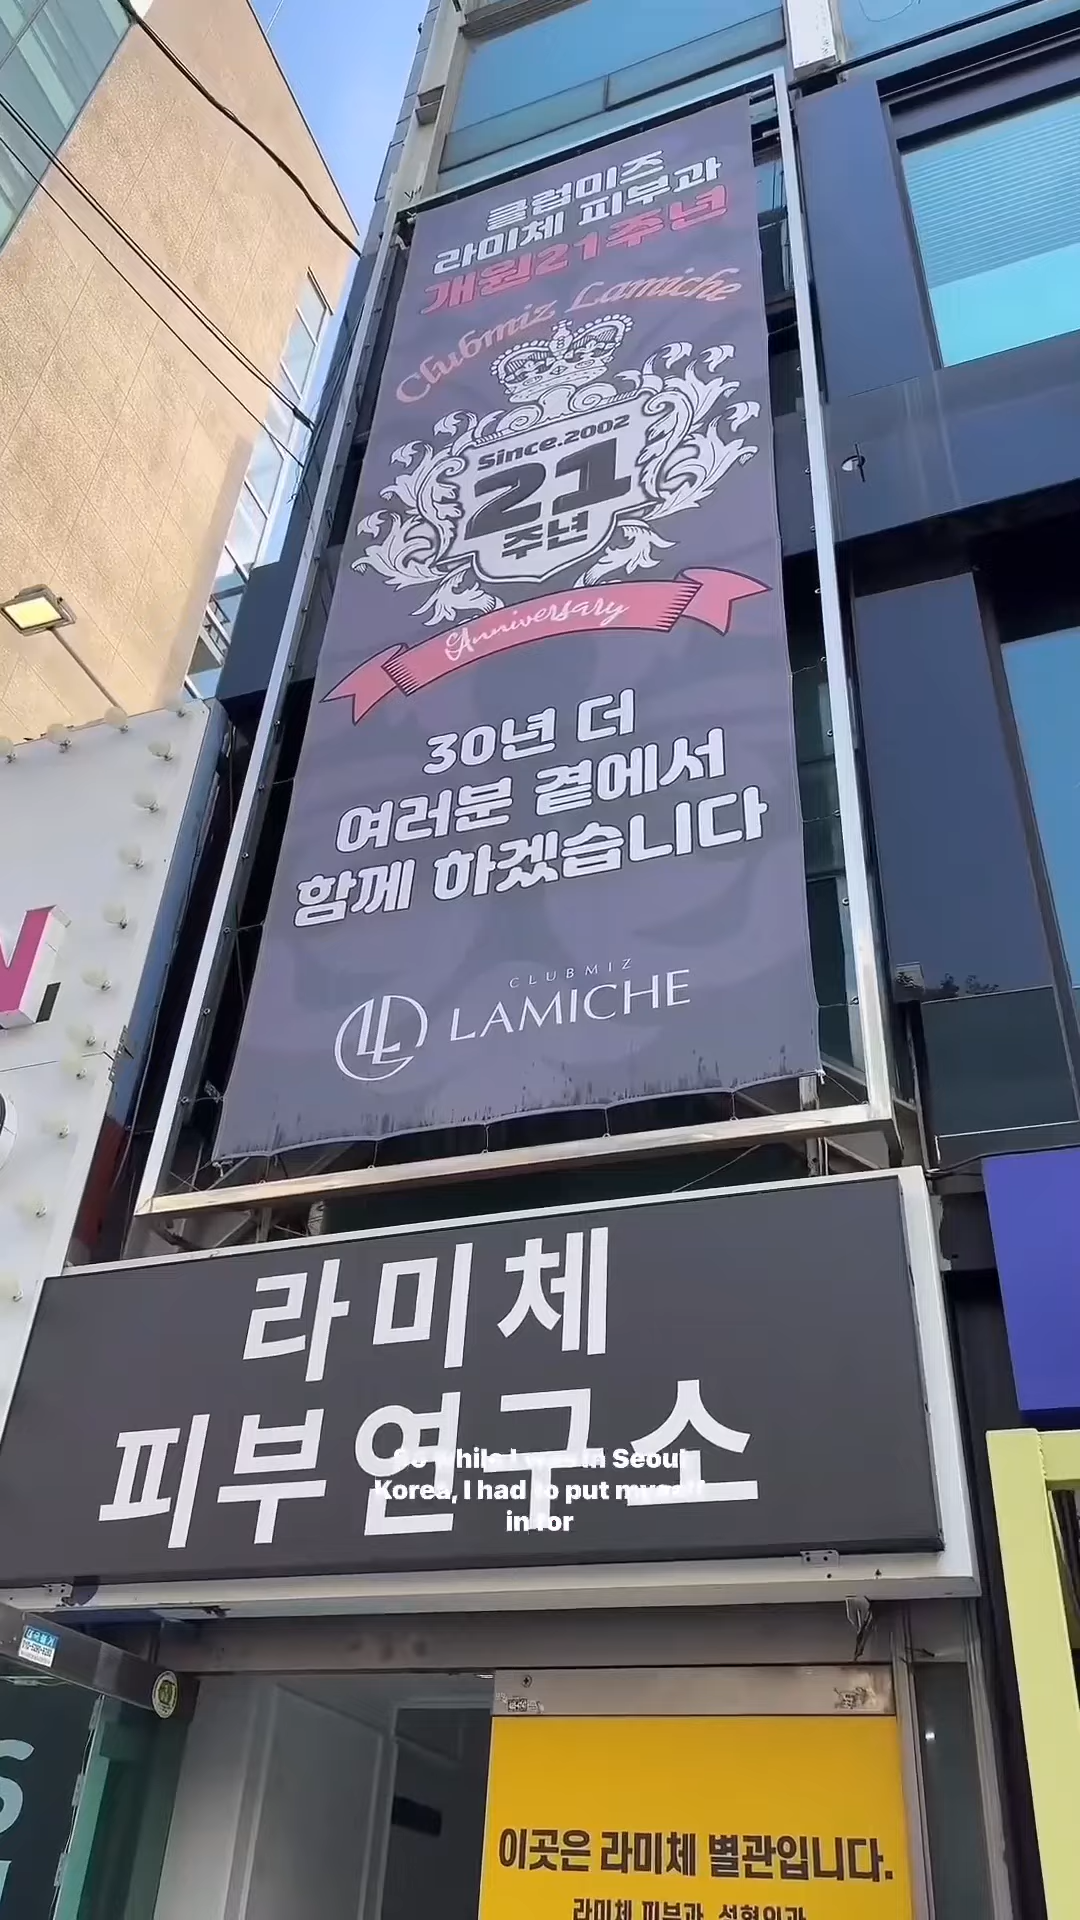 클럽미즈
라미체 피부과
개원21주년
Clubmiz Lamiche
Since.2002
21
주년
Anniversary
30년 더
여러분 곁에서
함께 하겠습니다
CLUBMIZ
LAMICHE
라미체
피부연구소
So while I was in Seoul
Korea, I had to put myself
in for
이곳은 라미체 별관입니다.
라미체 피부과, 성형외과